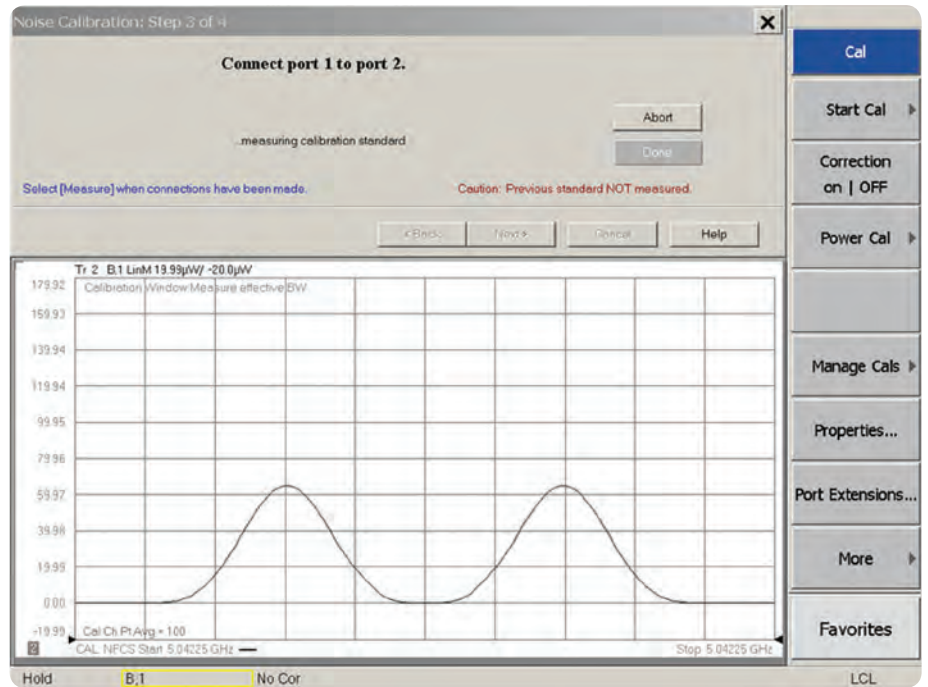 Noise Calibration: Step 3 of 4
Connect port 1 to port 2.
...measuring calibration standard
Abort
Done
Select [Measure] when connections have been made.
Caution: Previous standard NOT measured.
< Back
Next >
Cancel
Help
Tr 2 B,1 LinM 19.99µW/ -20.0µW
Calibration Window Measure effective BW
179.92
159.93
139.94
119.94
99.95
79.96
59.97
39.98
19.99
0.00
-19.99
Cal Ch Pt Avg = 100
2
CAL_NFCS Start 5.04225 GHz
Stop 5.04225 GHz
Cal
Start Cal
Correction
on | OFF
Power Cal
Manage Cals
Properties...
Port Extensions...
More
Favorites
Hold
B,1
No Cor
LCL